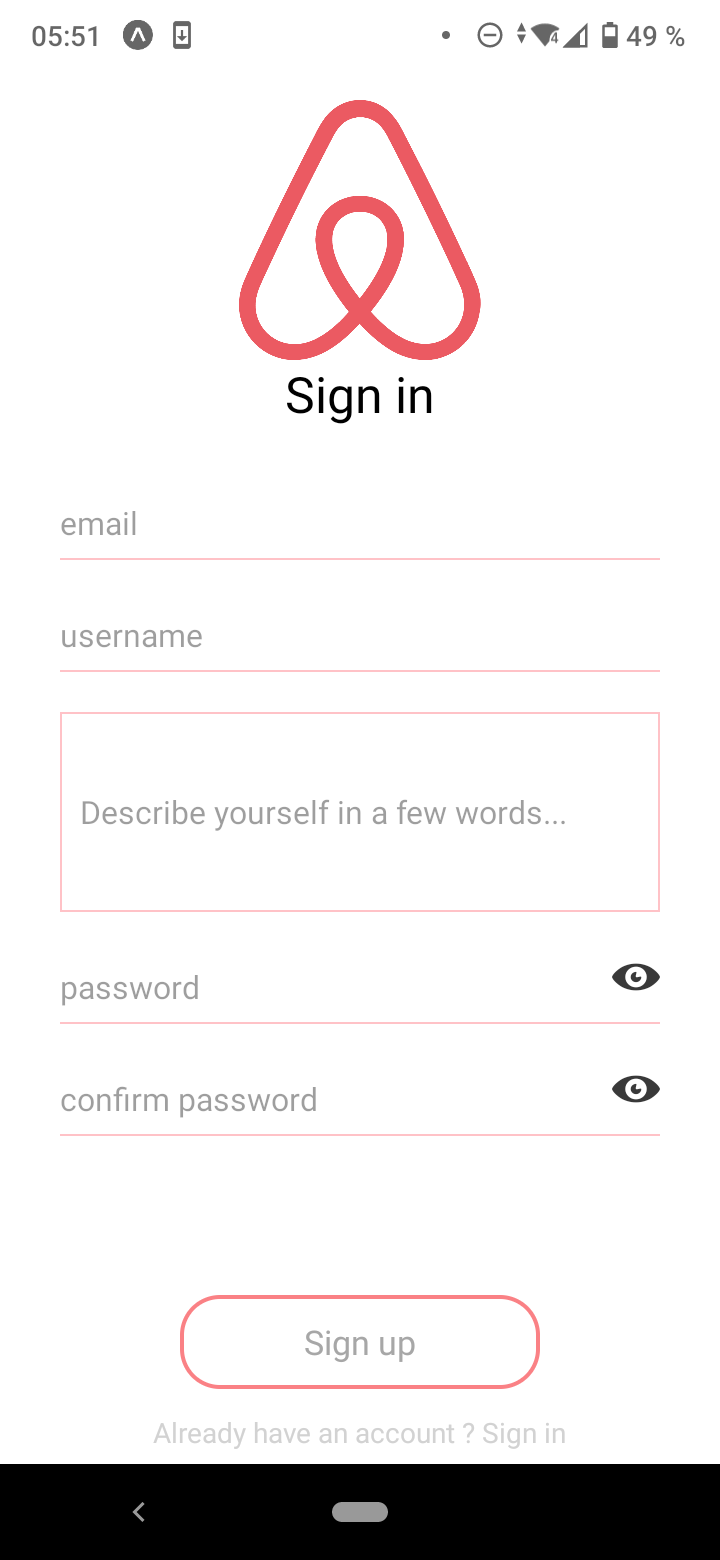 05:51 49 %
Sign in
email
username
Describe yourself in a few words...
password
confirm password
Sign up
Already have an account ? Sign in